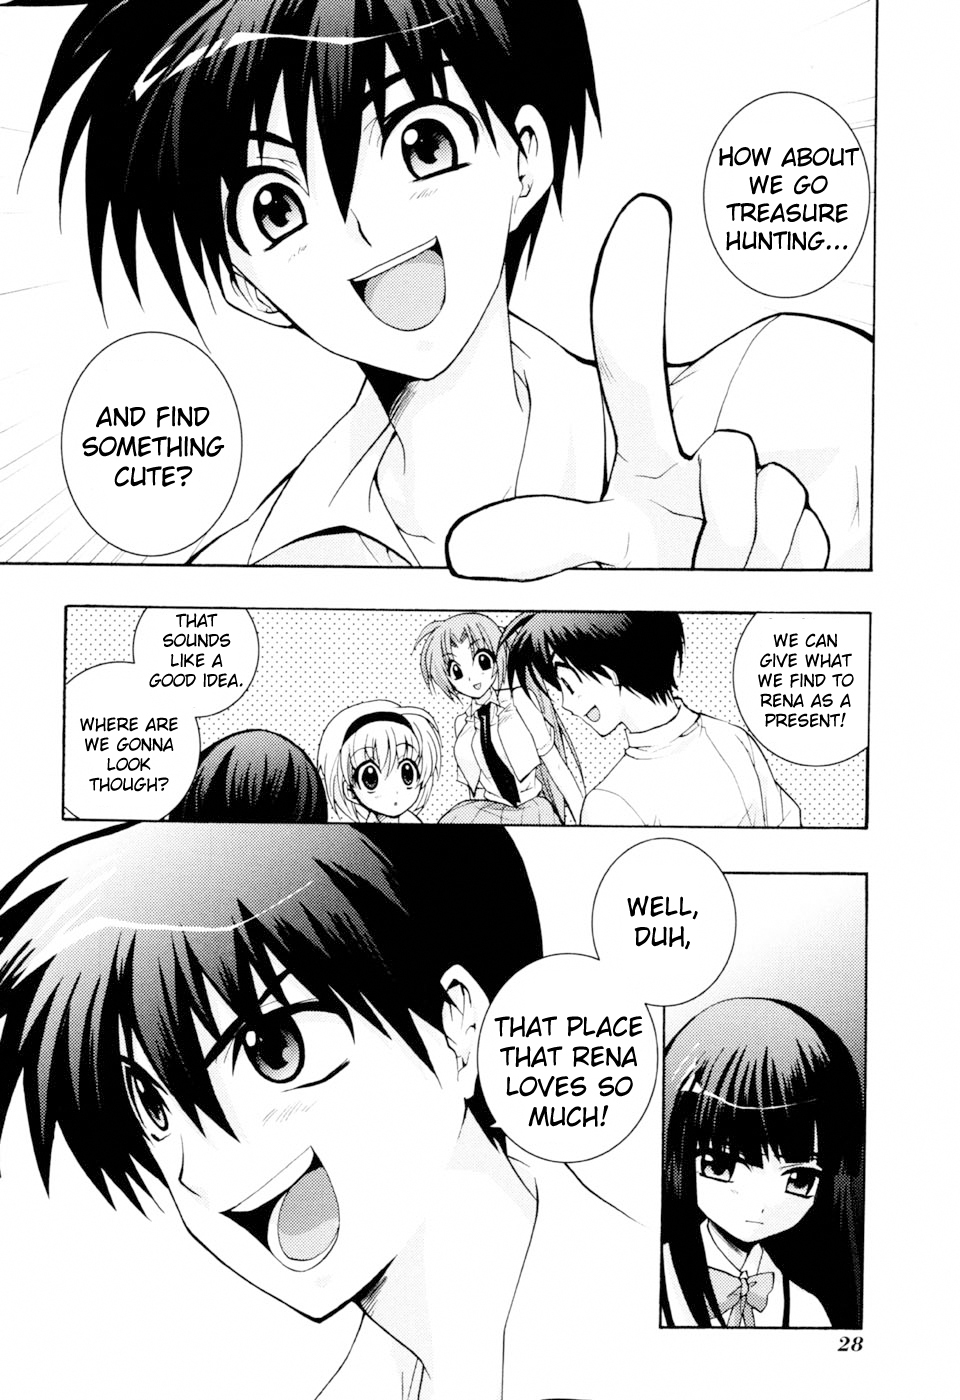 HOW ABOUT
WE GO
TREASURE
HUNTING...
AND FIND
SOMETHING
CUTE?
WE CAN
GIVE WHAT
WE FIND TO
RENA AS A
PRESENT!
THAT
SOUNDS
LIKE A
GOOD IDEA.
WHERE ARE
WE GONNA
LOOK
THOUGH?
WELL,
DUH,
THAT PLACE
THAT RENA
LOVES SO
MUCH!
28